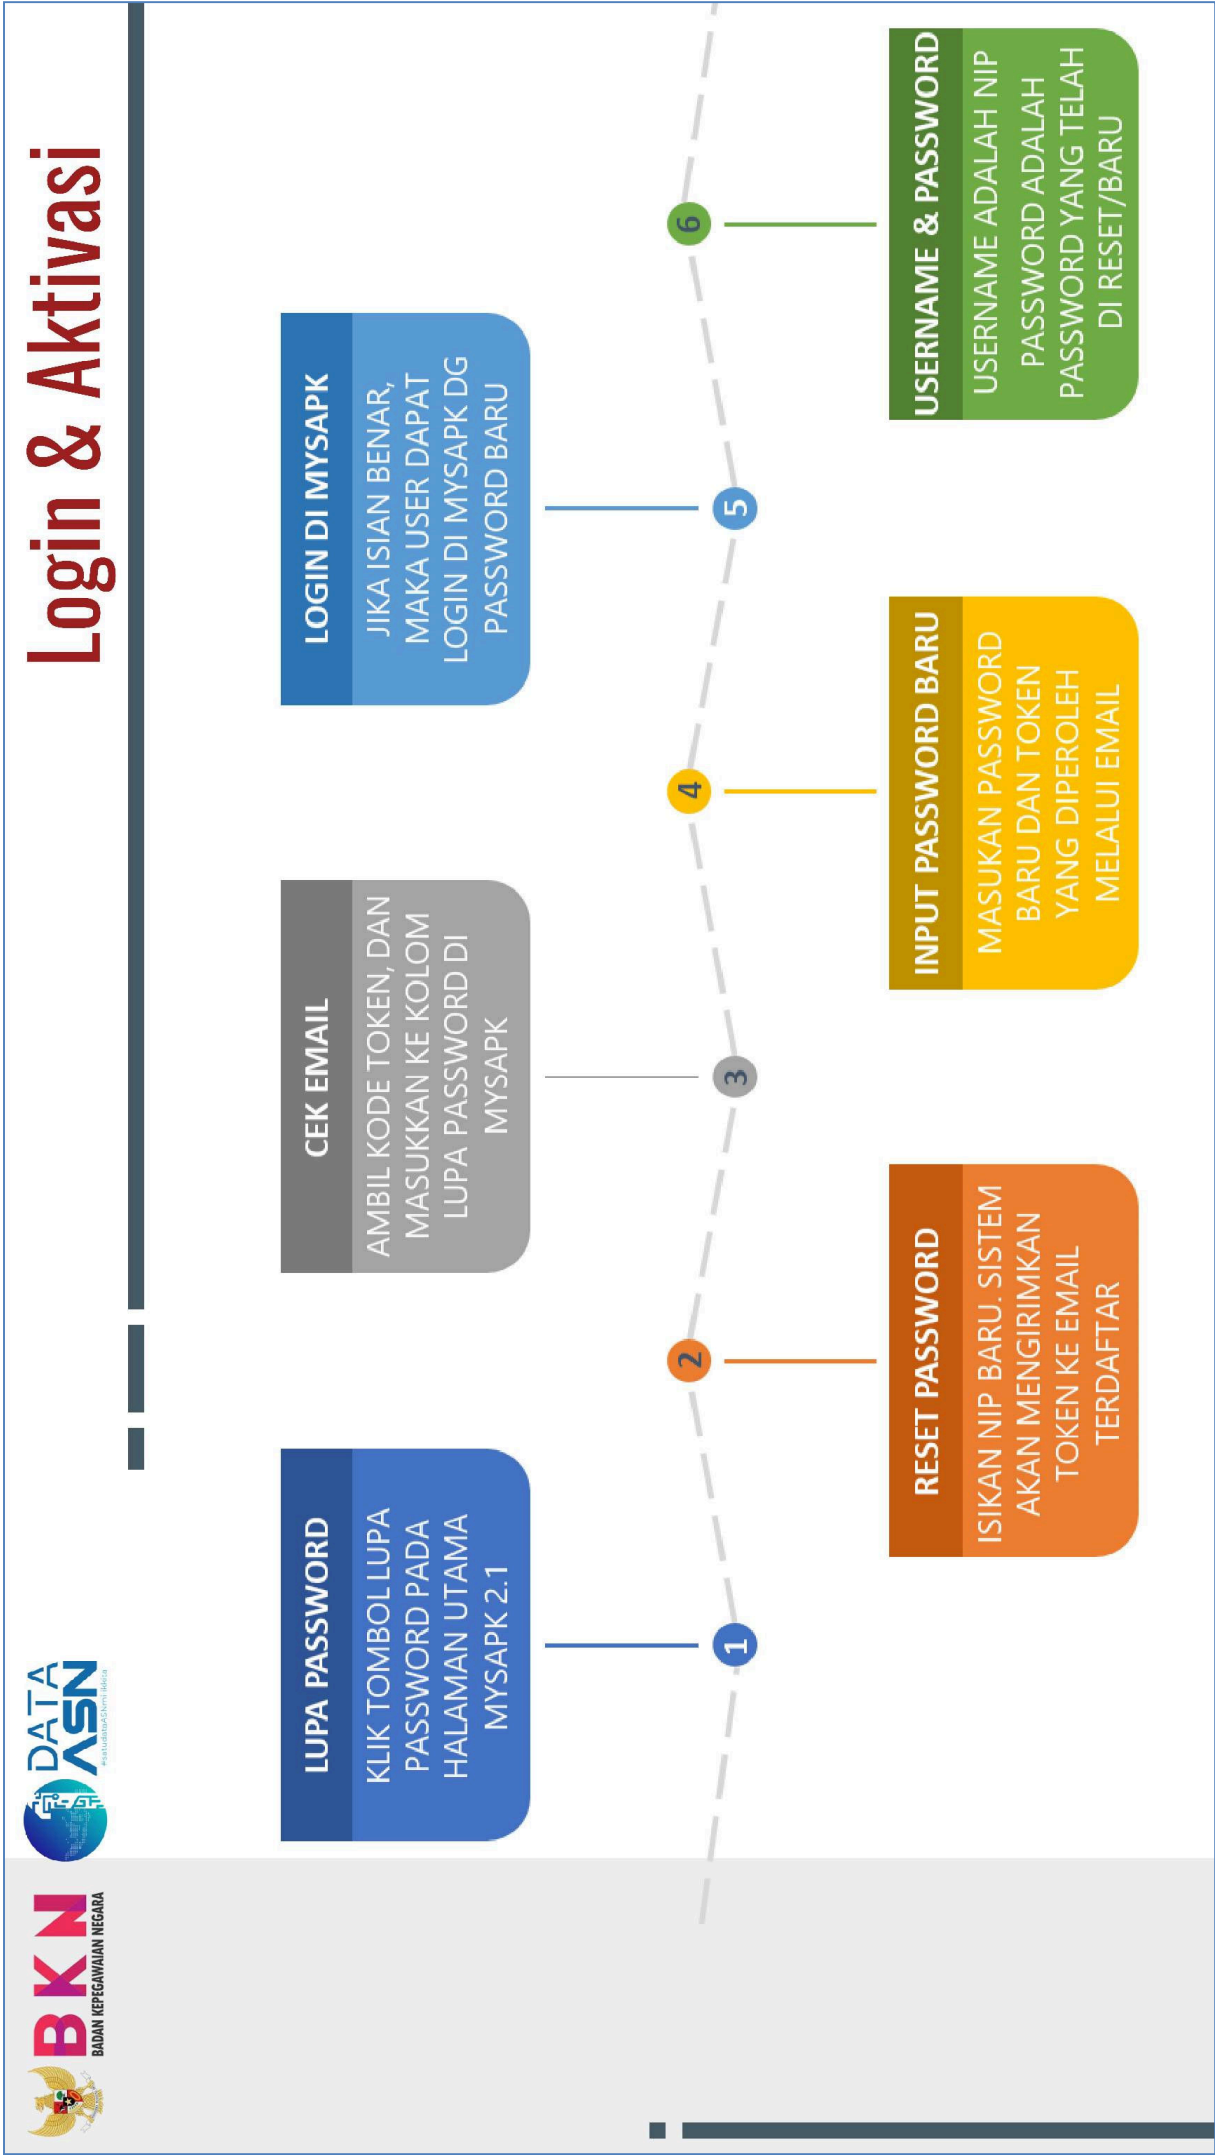 BKN
BADAN KEPEGAWAIAN NEGARA
DATA
ASN
#satudataASNmilikkita
Login & Aktivasi
LUPA PASSWORD
KLIK TOMBOL LUPA
PASSWORD PADA
HALAMAN UTAMA
MYSAPK 2.1
1
RESET PASSWORD
ISIKAN NIP BARU. SISTEM
AKAN MENGIRIMKAN
TOKEN KE EMAIL
TERDAFTAR
2
CEK EMAIL
AMBIL KODE TOKEN, DAN
MASUKKAN KE KOLOM
LUPA PASSWORD DI
MYSAPK
3
INPUT PASSWORD BARU
MASUKAN PASSWORD
BARU DAN TOKEN
YANG DIPEROLEH
MELALUI EMAIL
4
LOGIN DI MYSAPK
JIKA ISIAN BENAR,
MAKA USER DAPAT
LOGIN DI MYSAPK DG
PASSWORD BARU
5
USERNAME & PASSWORD
USERNAME ADALAH NIP
PASSWORD ADALAH
PASSWORD YANG TELAH
DI RESET/BARU
6